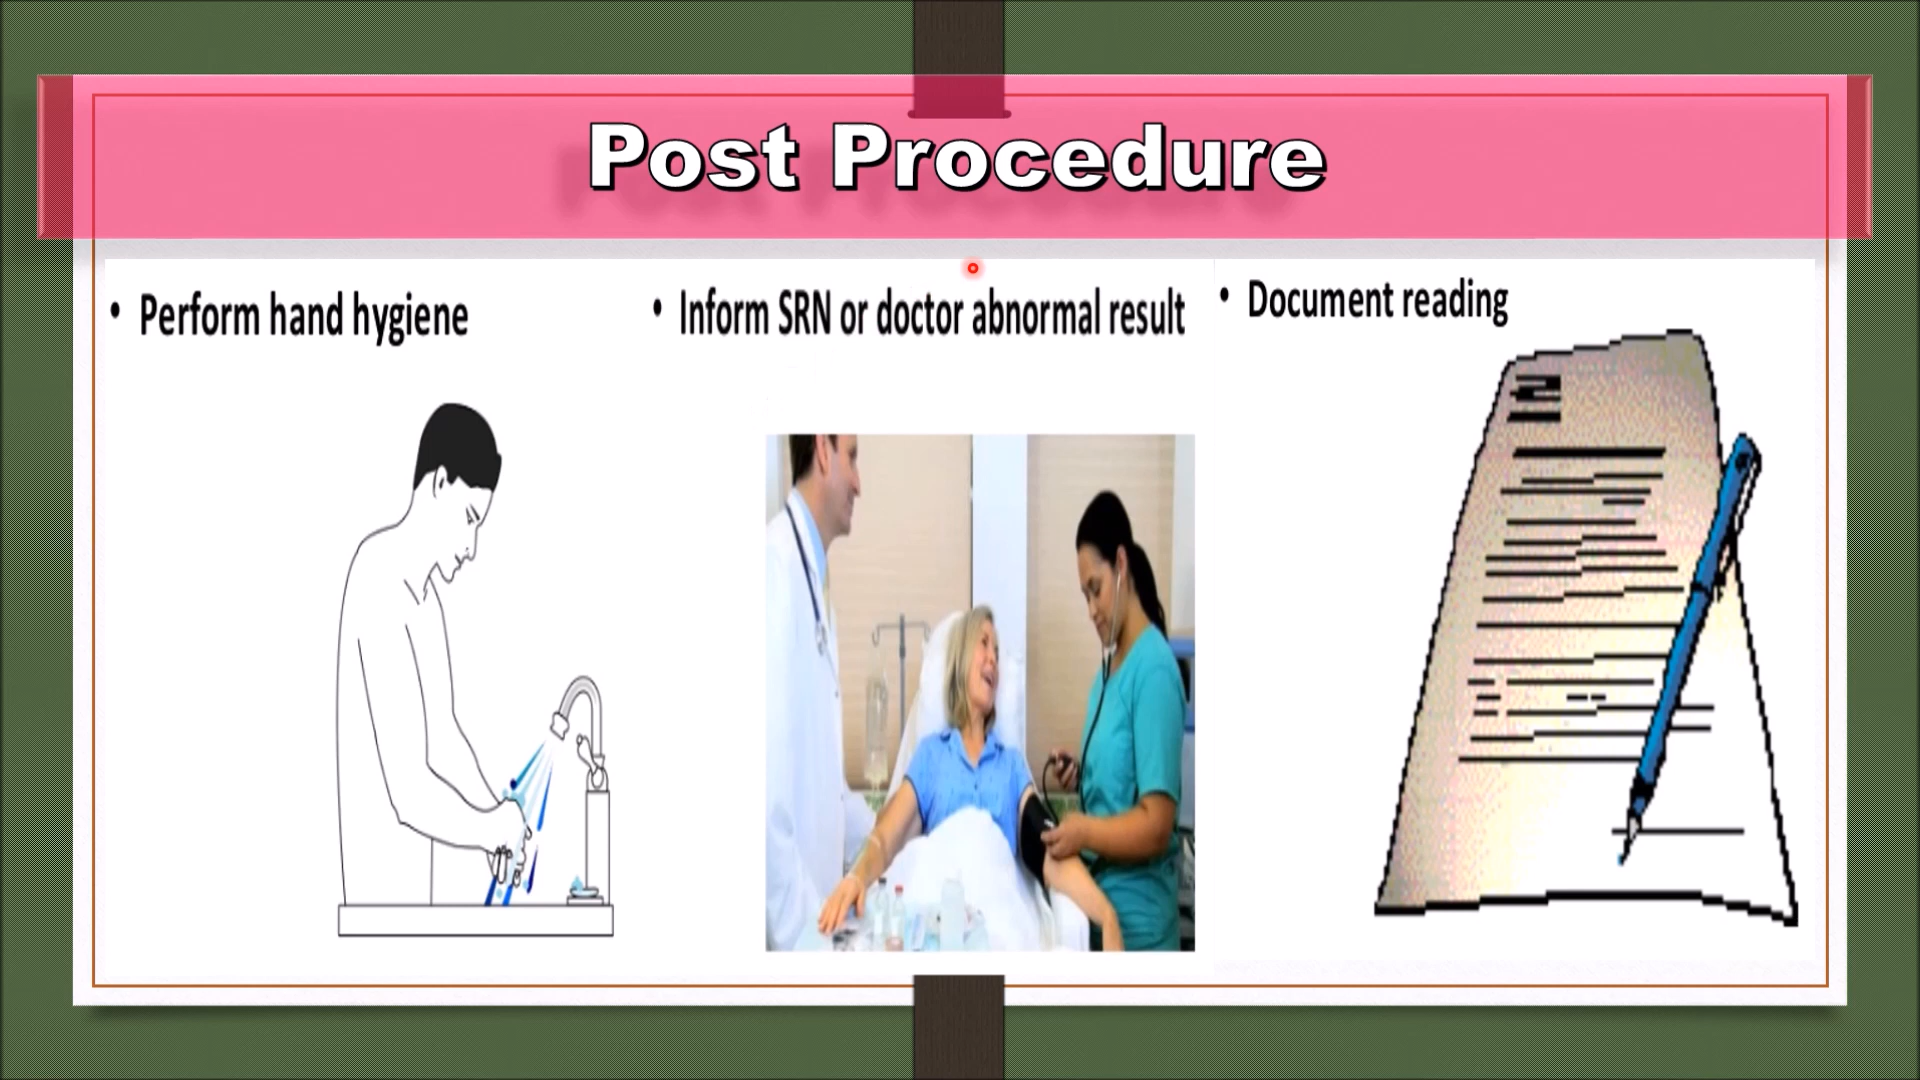 Post Procedure
• Perform hand hygiene
• Inform SRN or doctor abnormal result
• Document reading